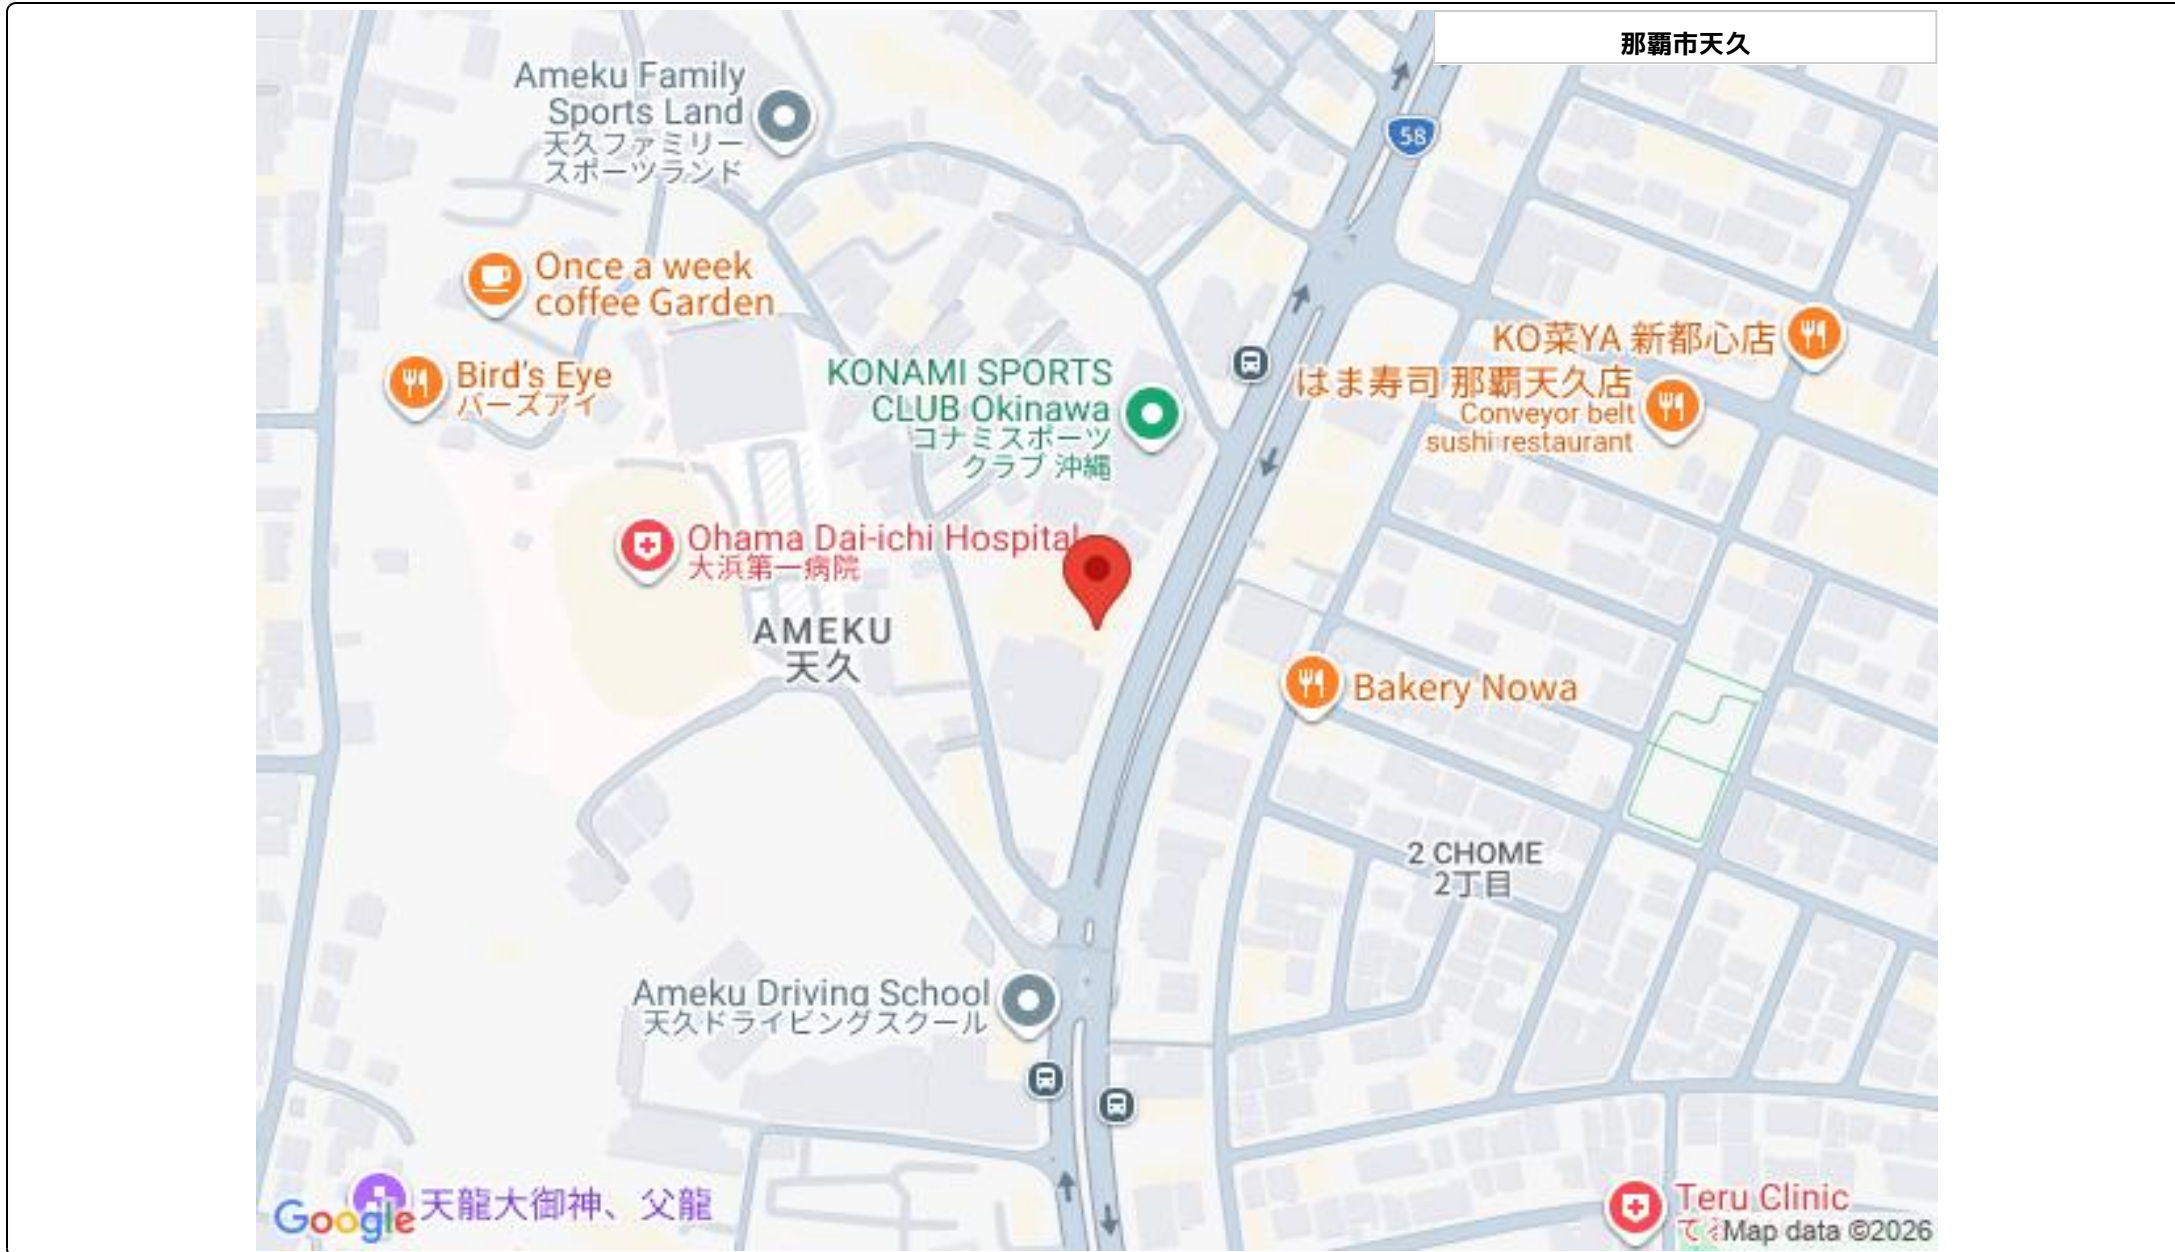 那覇市天久
Ameku Family
Sports Land
天久ファミリー
スポーツランド
58
Once a week
coffee Garden
Bird's Eye
バーズアイ
KONAMI SPORTS
CLUB Okinawa
コナミスポーツ
クラブ 沖縄
KO菜YA 新都心店
はま寿司 那覇天久店
Conveyor belt
sushi restaurant
Ohama Dai-ichi Hospital
大浜第一病院
AMEKU
天久
Bakery Nowa
2 CHOME
2丁目
Ameku Driving School
天久ドライビングスクール
天龍大御神、父龍
Google
Teru Clinic
Map data ©2026